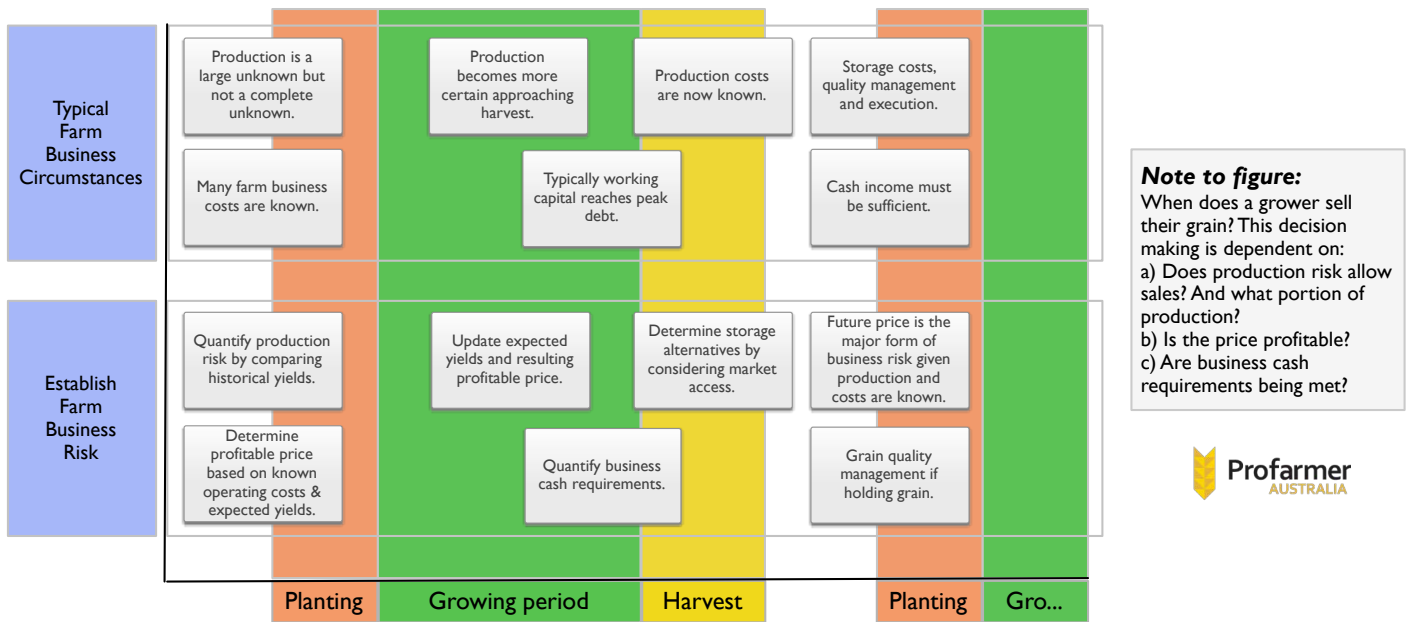 Typical
Farm
Business
Circumstances
Production is a
large unknown but
not a complete
unknown.
Production
becomes more
certain approaching
harvest.
Production costs
are now known.
Storage costs,
quality management
and execution.
Many farm business
costs are known.
Typically working
capital reaches peak
debt.
Cash income must
be sufficient.
Establish
Farm
Business
Risk
Quantify production
risk by comparing
historical yields.
Update expected
yields and resulting
profitable price.
Determine storage
alternatives by
considering market
access.
Future price is the
major form of
business risk given
production and
costs are known.
Determine
profitable price
based on known
operating costs &
expected yields.
Quantify business
cash requirements.
Grain quality
management if
holding grain.
Planting
Growing period
Harvest
Planting
Gro...
Note to figure:
When does a grower sell
their grain? This decision
making is dependent on:
a) Does production risk allow
sales? And what portion of
production?
b) Is the price profitable?
c) Are business cash
requirements being met?
Profarmer
AUSTRALIA